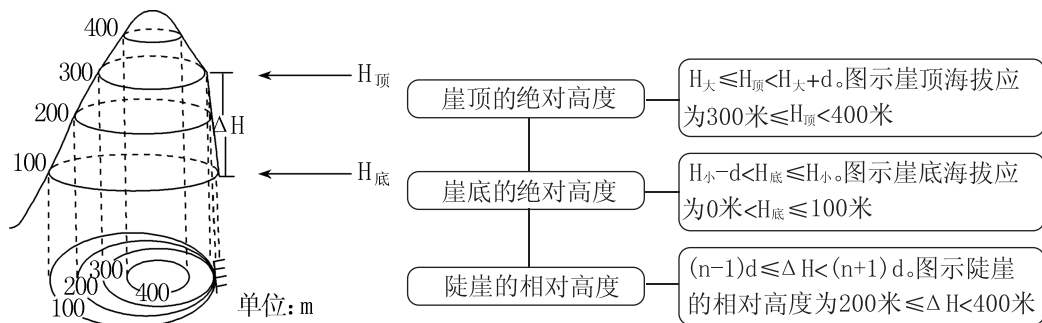 400
300
200
100
ΔH
H顶
H底
300
200
100
400
单位:m
崖顶的绝对高度
H大≤H顶<H大+d。图示崖顶海拔应
为300米≤H顶<400米
崖底的绝对高度
H小-d<H底≤H小。图示崖底海拔应
为0米<H底≤100米
陡崖的相对高度
(n-1)d≤ΔH<(n+1)d。图示陡崖
的相对高度为200米≤ΔH<400米